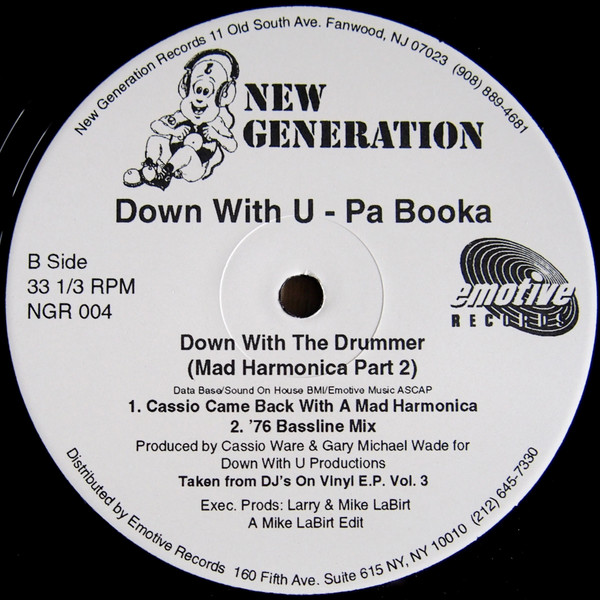 New Generation Records 11 Old South Ave. Fanwood, NJ 07023 (908) 889-4681
NEW
GENERATION
Down With U - Pa Booka
B Side
33 1/3 RPM
NGR 004
emotive
RECORDS
Down With The Drummer
(Mad Harmonica Part 2)
Data Base/Sound On House BMI/Emotive Music ASCAP
1. Cassio Came Back With A Mad Harmonica
2. '76 Bassline Mix
Produced by Cassio Ware & Gary Michael Wade for
Down With U Productions
Taken from DJ's On Vinyl E.P. Vol. 3
Exec. Prods: Larry & Mike LaBirt
A Mike LaBirt Edit
Distributed by Emotive Records 160 Fifth Ave. Suite 615 NY, NY 10010 (212) 645-7330